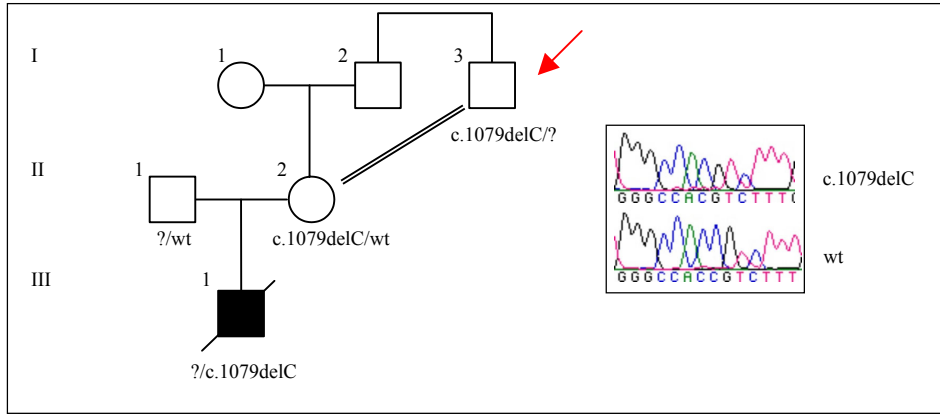 I
1
2
3
c.1079delC/?
II
1
2
?/wt
c.1079delC/wt
III
1
?/c.1079delC
GGGCCACGTCTTT
c.1079delC
GGGCCACCGTCTTT
wt